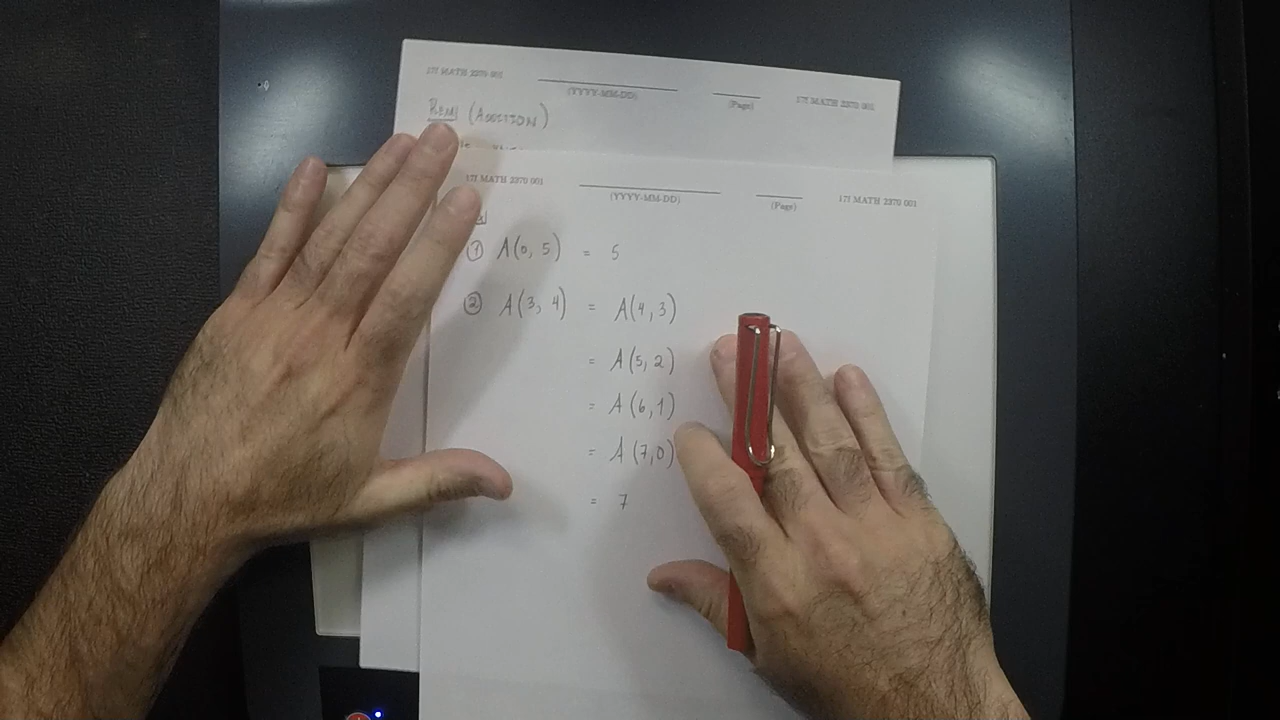 17f MATH 2370 001 (YYYY-MM-DD) (Page) 17f MATH 2370 001
REM (ADDITION)
17f MATH 2370 001 (YYYY-MM-DD) (Page) 17f MATH 2370 001
① A(0, 5) = 5
② A(3, 4) = A(4, 3)
= A(5, 2)
= A(6, 1)
= A(7, 0)
= 7